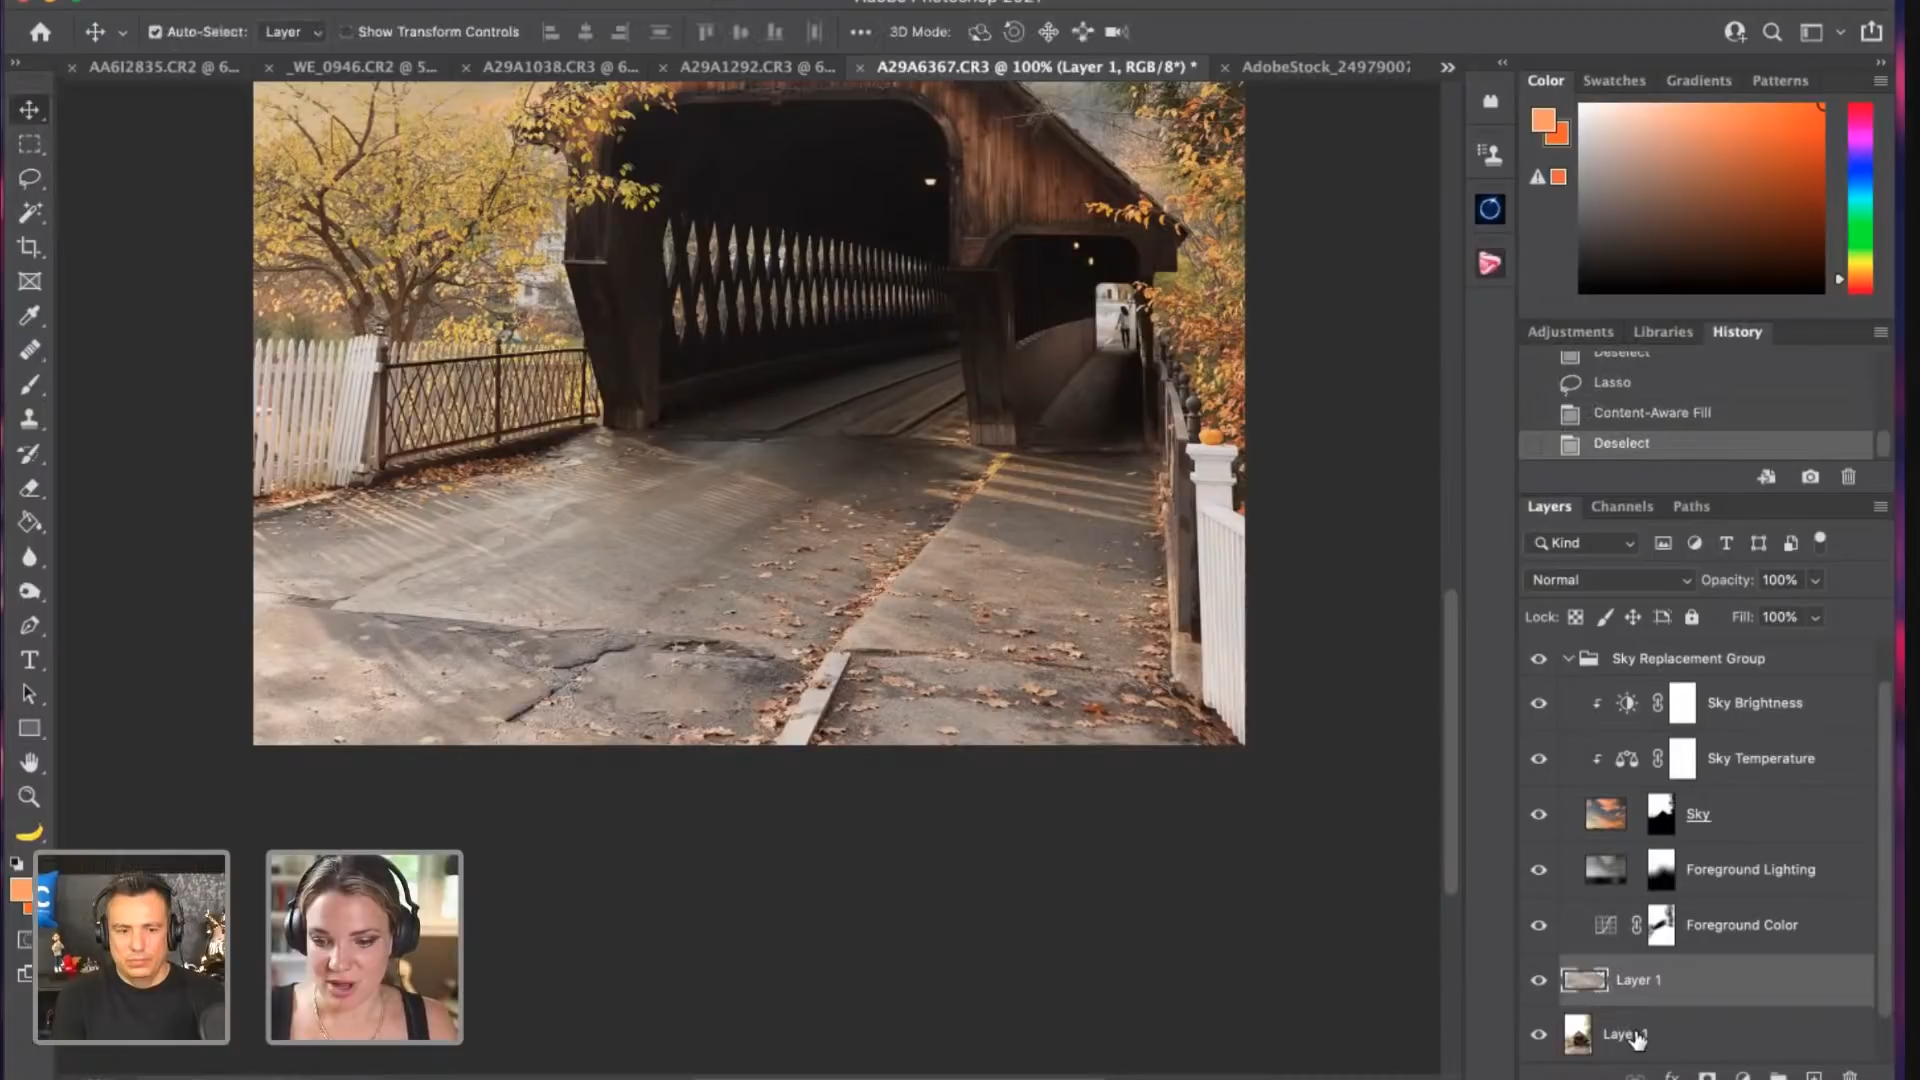 Auto-Select: Layer Show Transform Controls 3D Mode:
AA6I2835.CR2 @ 6... _WE_0946.CR2 @ 5... A29A1038.CR3 @ 6... A29A1292.CR3 @ 6... A29A6367.CR3 @ 100% (Layer 1, RGB/8*) * AdobeStock_24979007
Color Swatches Gradients Patterns
Adjustments Libraries History
Deselect
Lasso
Content-Aware Fill
Deselect
Layers Channels Paths
Kind
Normal Opacity: 100%
Lock: Fill: 100%
Sky Replacement Group
Sky Brightness
Sky Temperature
Sky
Foreground Lighting
Foreground Color
Layer 1